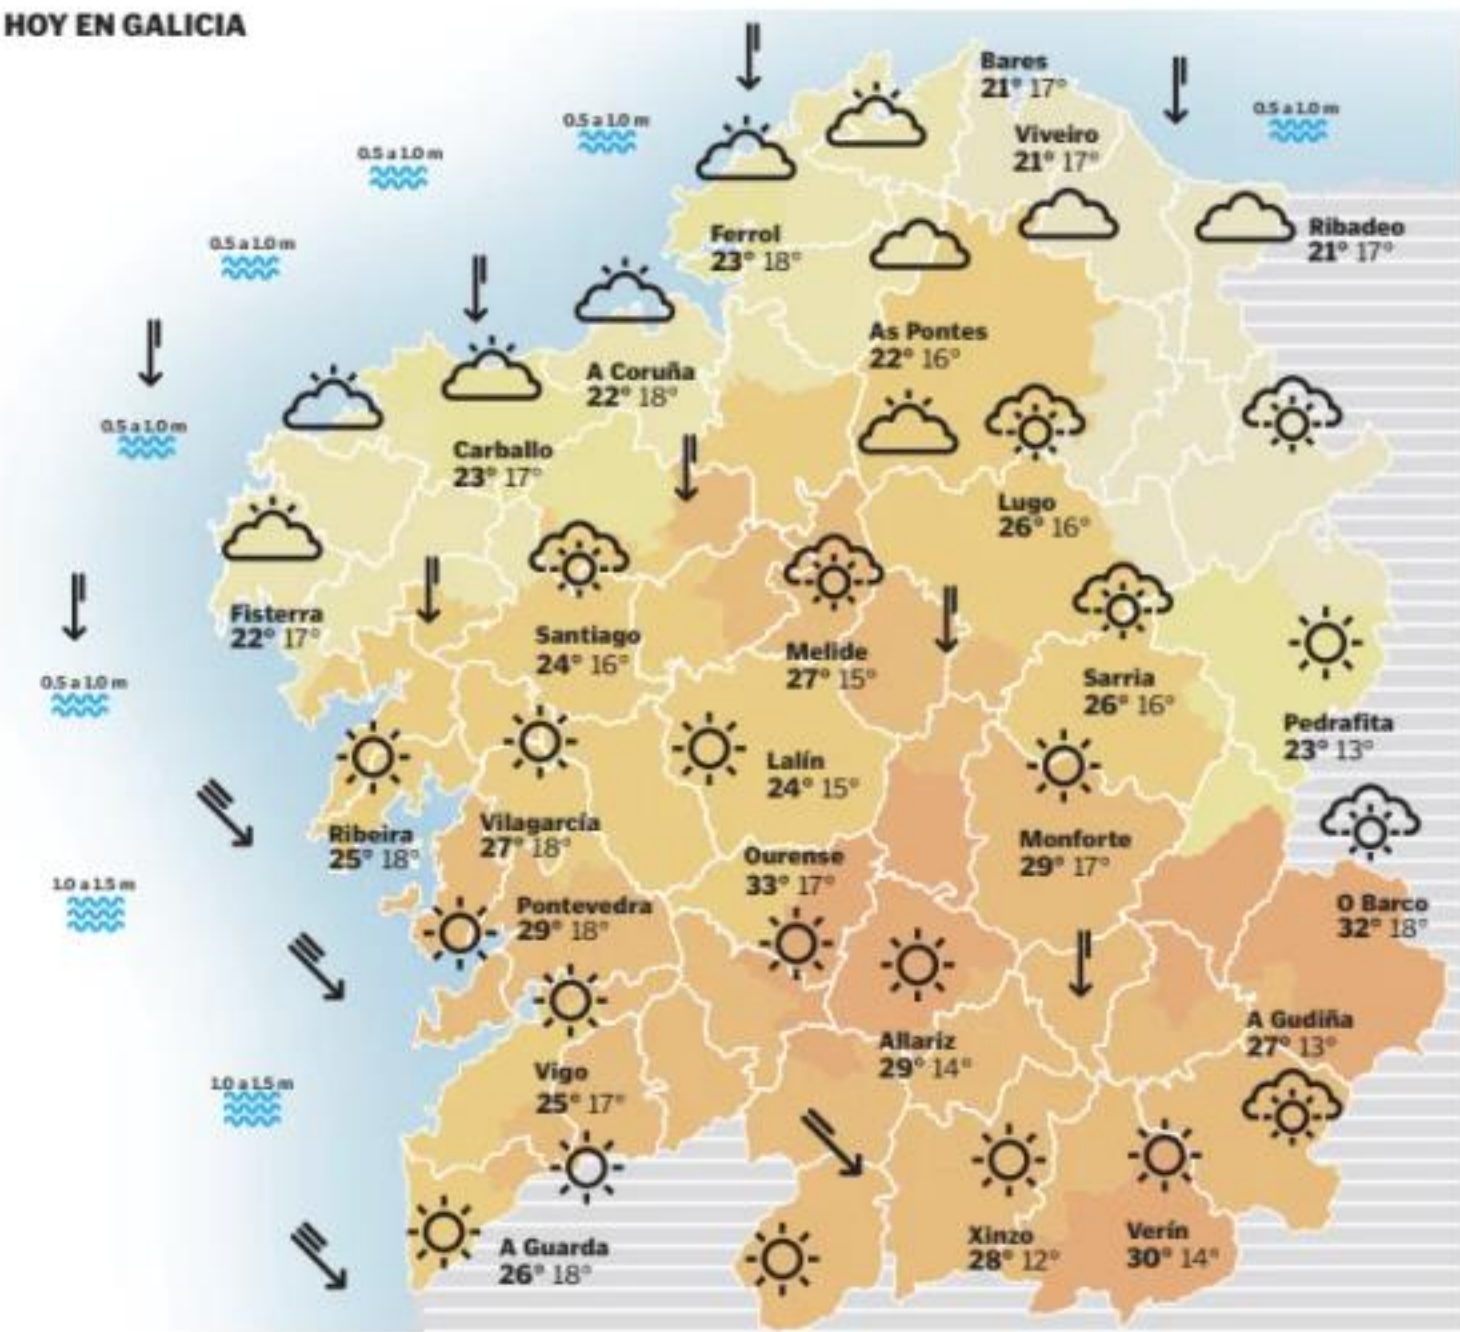 HOY EN GALICIA
Bares
21° 17°
0.5 a 1.0 m
0.5 a 1.0 m
Viveiro
21° 17°
0.5 a 1.0 m
Ferrol
23° 18°
Ribadeo
21° 17°
0.5 a 1.0 m
As Pontes
22° 16°
A Coruña
22° 18°
0.5 a 1.0 m
Carballo
23° 17°
Lugo
26° 16°
Fisterra
22° 17°
Santiago
24° 16°
Melide
27° 15°
Sarria
26° 16°
0.5 a 1.0 m
Pedrafita
23° 13°
Lalín
24° 15°
Ribeira
25° 18°
Vilagarcía
27° 18°
Monforte
29° 17°
Ourense
33° 17°
1.0 a 1.5 m
Pontevedra
29° 18°
O Barco
32° 18°
A Gudiña
27° 13°
Allariz
29° 14°
Vigo
25° 17°
1.0 a 1.5 m
Xinzo
28° 12°
Verín
30° 14°
A Guarda
26° 18°